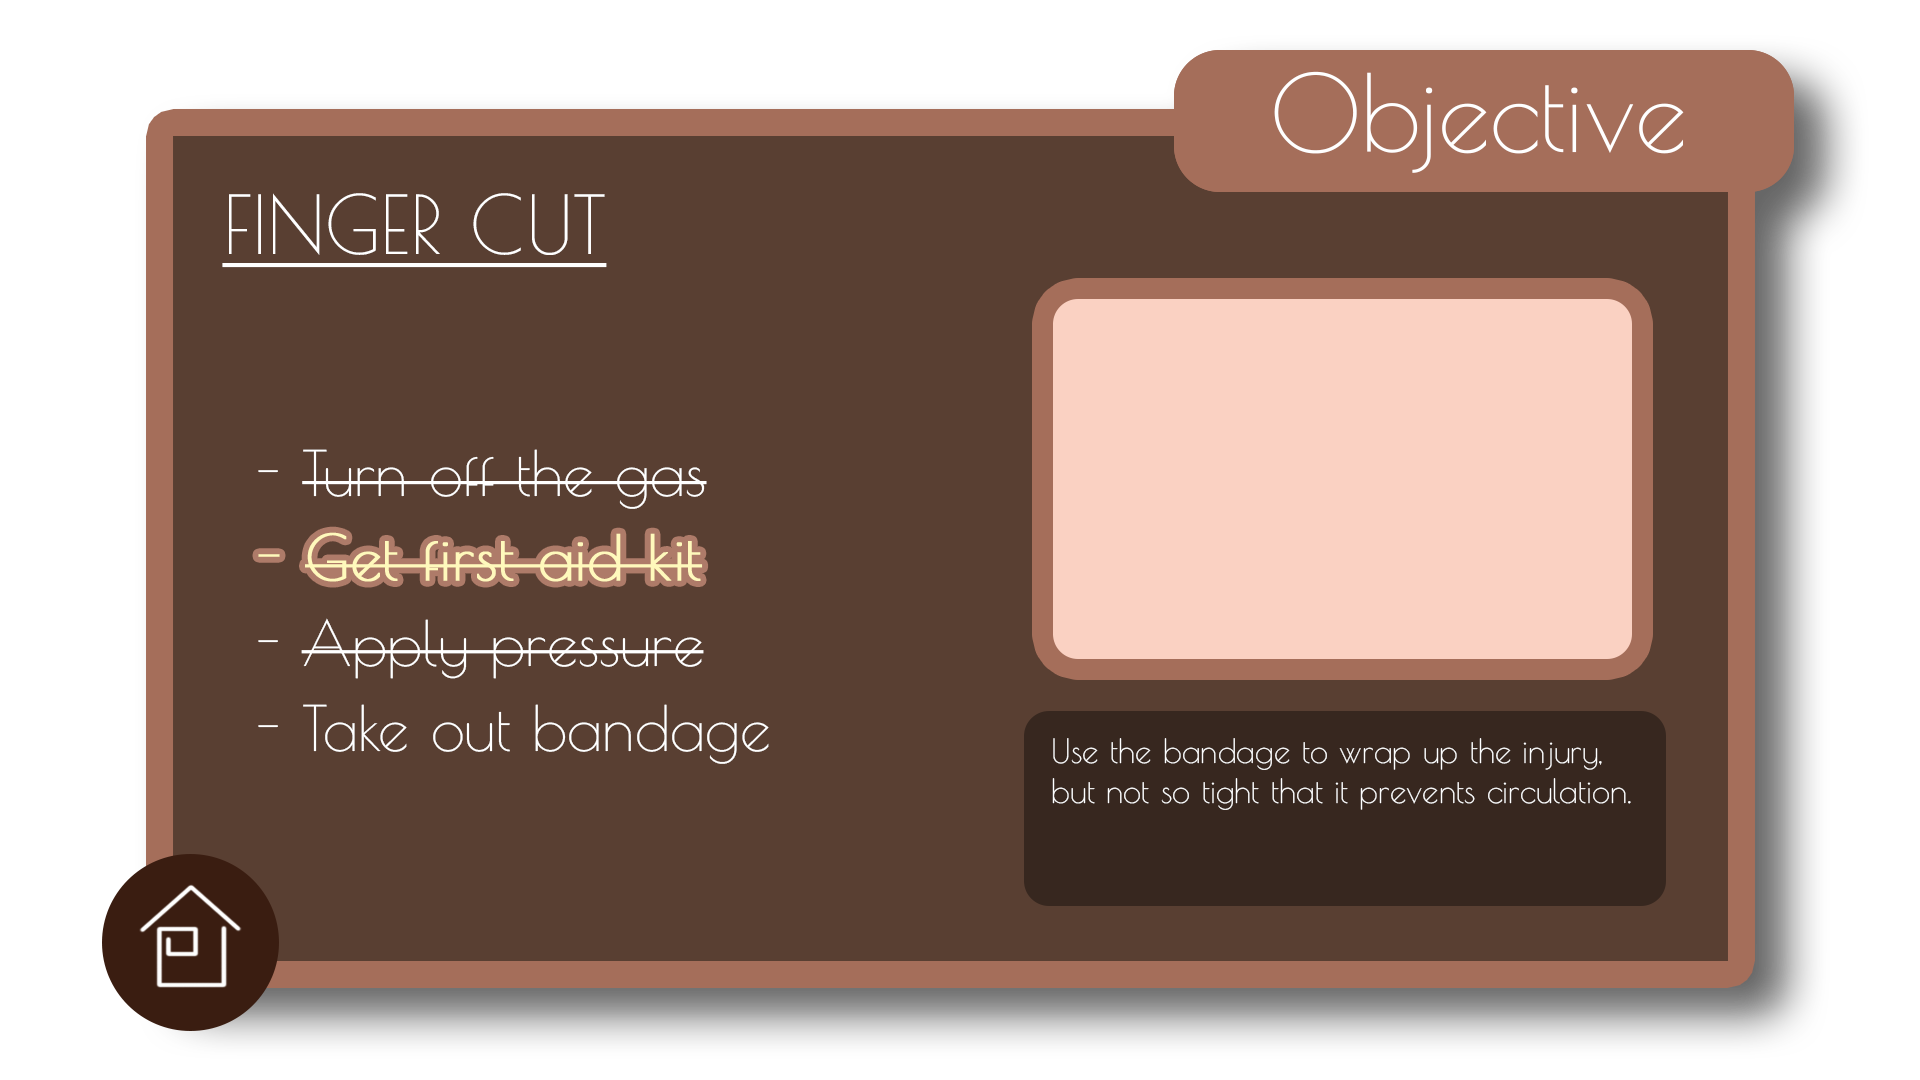 Objective
FINGER CUT
- Turn off the gas
- Get first aid kit
- Apply pressure
- Take out bandage
Use the bandage to wrap up the injury,
but not so tight that it prevents circulation.